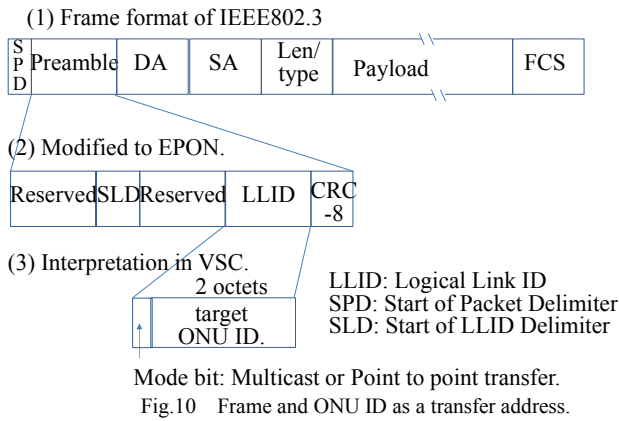 (1) Frame format of IEEE802.3
SPD Preamble DA SA Len/type Payload FCS
(2) Modified to EPON.
Reserved SLD Reserved LLID CRC-8
(3) Interpretation in VSC.
2 octets
target
ONU ID.
LLID: Logical Link ID
SPD: Start of Packet Delimiter
SLD: Start of LLID Delimiter
Mode bit: Multicast or Point to point transfer.
Fig.10 Frame and ONU ID as a transfer address.